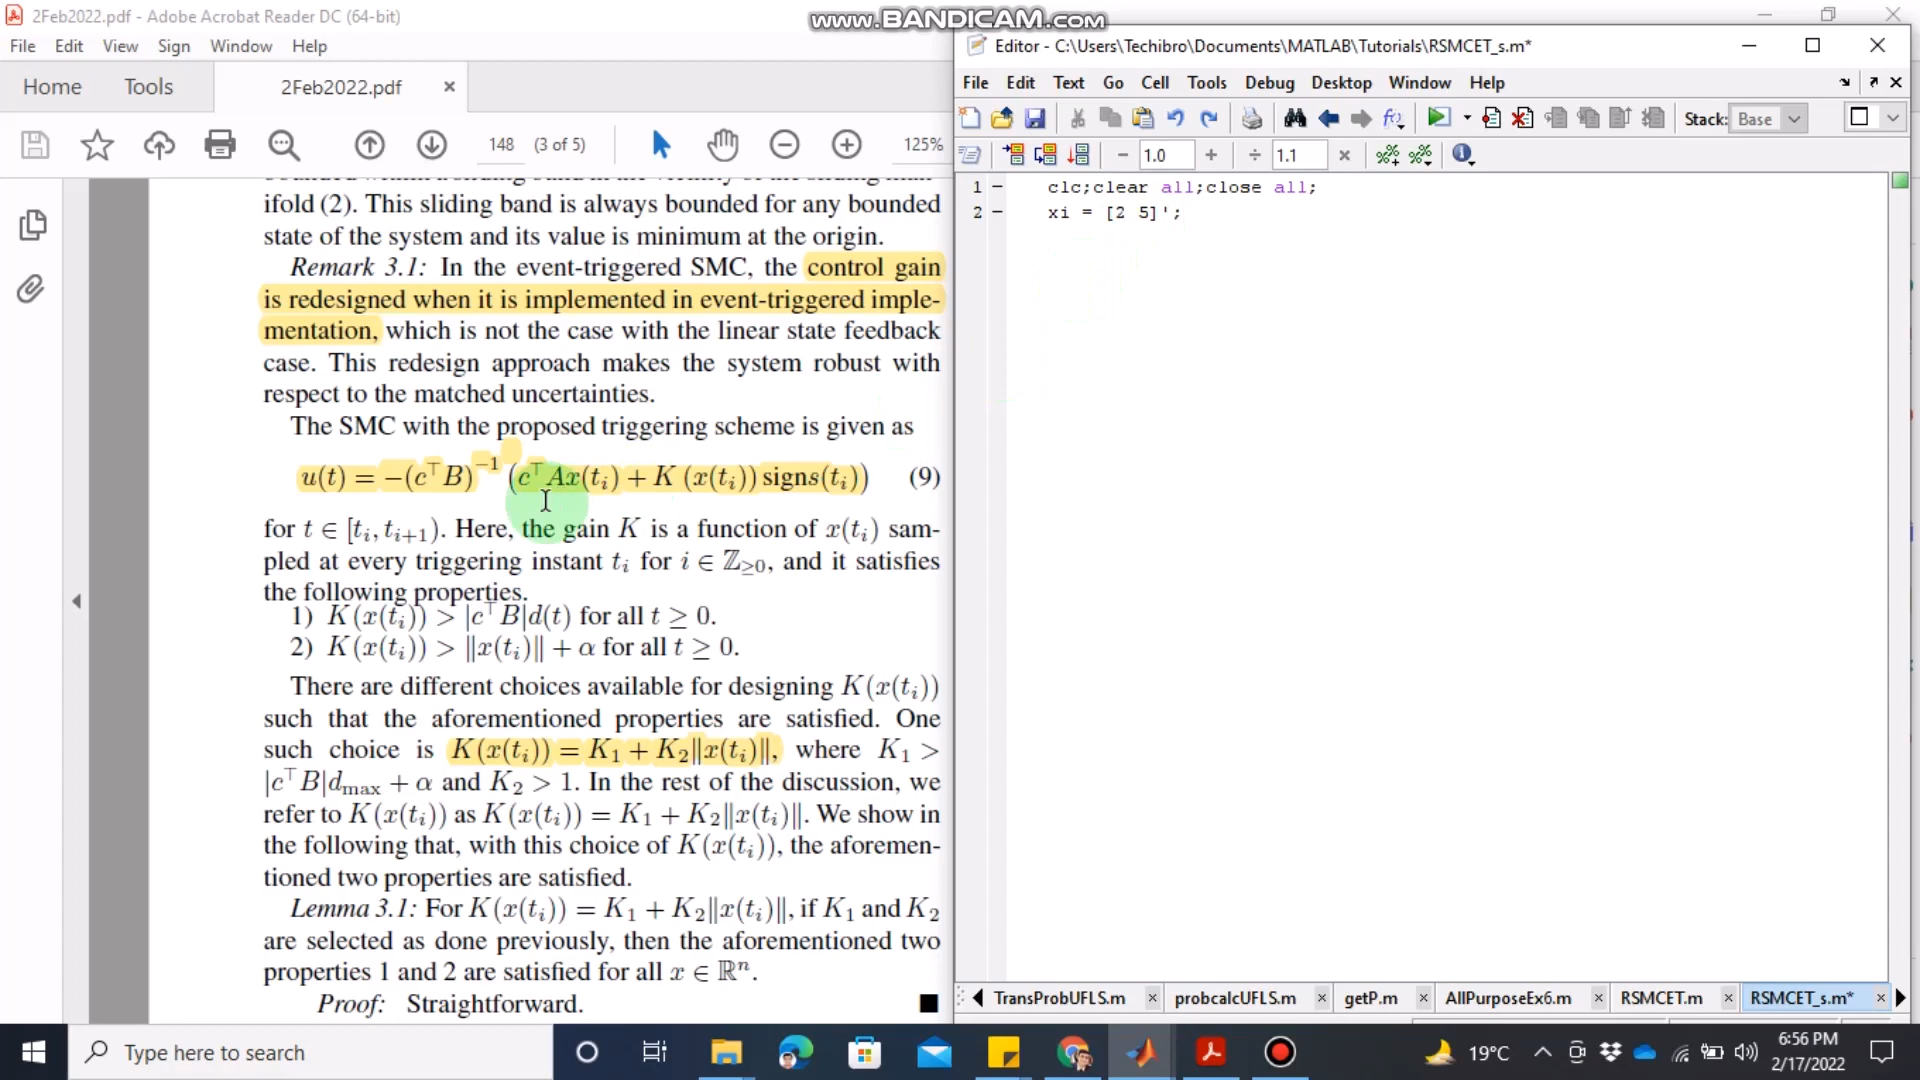 2Feb2022.pdf - Adobe Acrobat Reader DC (64-bit)
www.BANDICAM.com
File Edit View Sign Window Help
Home Tools 2Feb2022.pdf ×
148 (3 of 5) 125%
ifold (2). This sliding band is always bounded for any bounded
state of the system and its value is minimum at the origin.
Remark 3.1: In the event-triggered SMC, the control gain
is redesigned when it is implemented in event-triggered imple-
mentation, which is not the case with the linear state feedback
case. This redesign approach makes the system robust with
respect to the matched uncertainties.
The SMC with the proposed triggering scheme is given as
u(t) = −(c⊤B)⁻¹ (c⊤Ax(tᵢ) + K (x(tᵢ)) signs(tᵢ)) (9)
for t ∈ [tᵢ, tᵢ₊₁). Here, the gain K is a function of x(tᵢ) sam-
pled at every triggering instant tᵢ for i ∈ ℤ≥0, and it satisfies
the following properties.
1) K(x(tᵢ)) > |c⊤B|d(t) for all t ≥ 0.
2) K(x(tᵢ)) > ‖x(tᵢ)‖ + α for all t ≥ 0.
There are different choices available for designing K(x(tᵢ))
such that the aforementioned properties are satisfied. One
such choice is K(x(tᵢ)) = K₁ + K₂‖x(tᵢ)‖, where K₁ >
|c⊤B|dmax + α and K₂ > 1. In the rest of the discussion, we
refer to K(x(tᵢ)) as K(x(tᵢ)) = K₁ + K₂‖x(tᵢ)‖. We show in
the following that, with this choice of K(x(tᵢ)), the aforemen-
tioned two properties are satisfied.
Lemma 3.1: For K(x(tᵢ)) = K₁ + K₂‖x(tᵢ)‖, if K₁ and K₂
are selected as done previously, then the aforementioned two
properties 1 and 2 are satisfied for all x ∈ ℝⁿ.
Proof: Straightforward. ■
Editor - C:\Users\Techibro\Documents\MATLAB\Tutorials\RSMCET_s.m*
File Edit Text Go Cell Tools Debug Desktop Window Help
Stack: Base
− 1.0 + ÷ 1.1 ×
1 − clc;clear all;close all;
2 − xi = [2 5]';
TransProbUFLS.m × probcalcUFLS.m × getP.m × AllPurposeEx6.m × RSMCET.m × RSMCET_s.m* ×
Type here to search
19°C
6:56 PM
2/17/2022